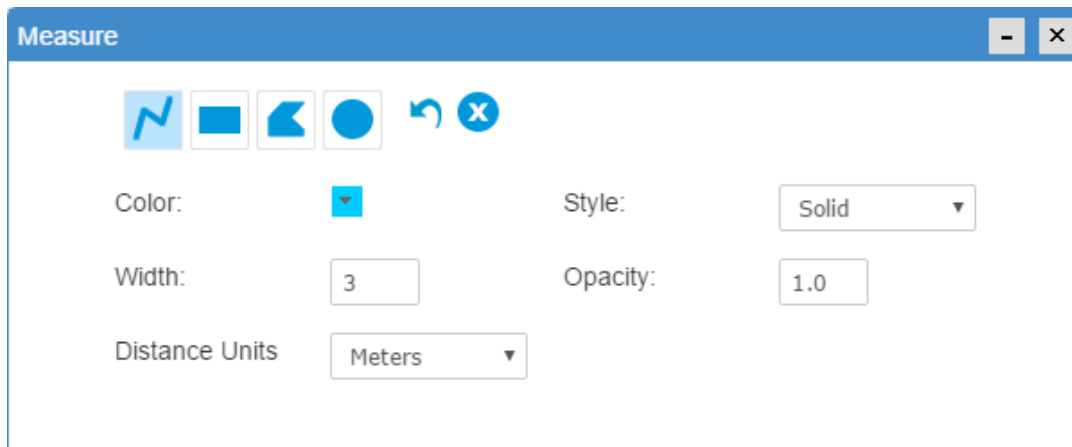 Measure
Color:
Style:
Solid
Width:
3
Opacity:
1.0
Distance Units
Meters